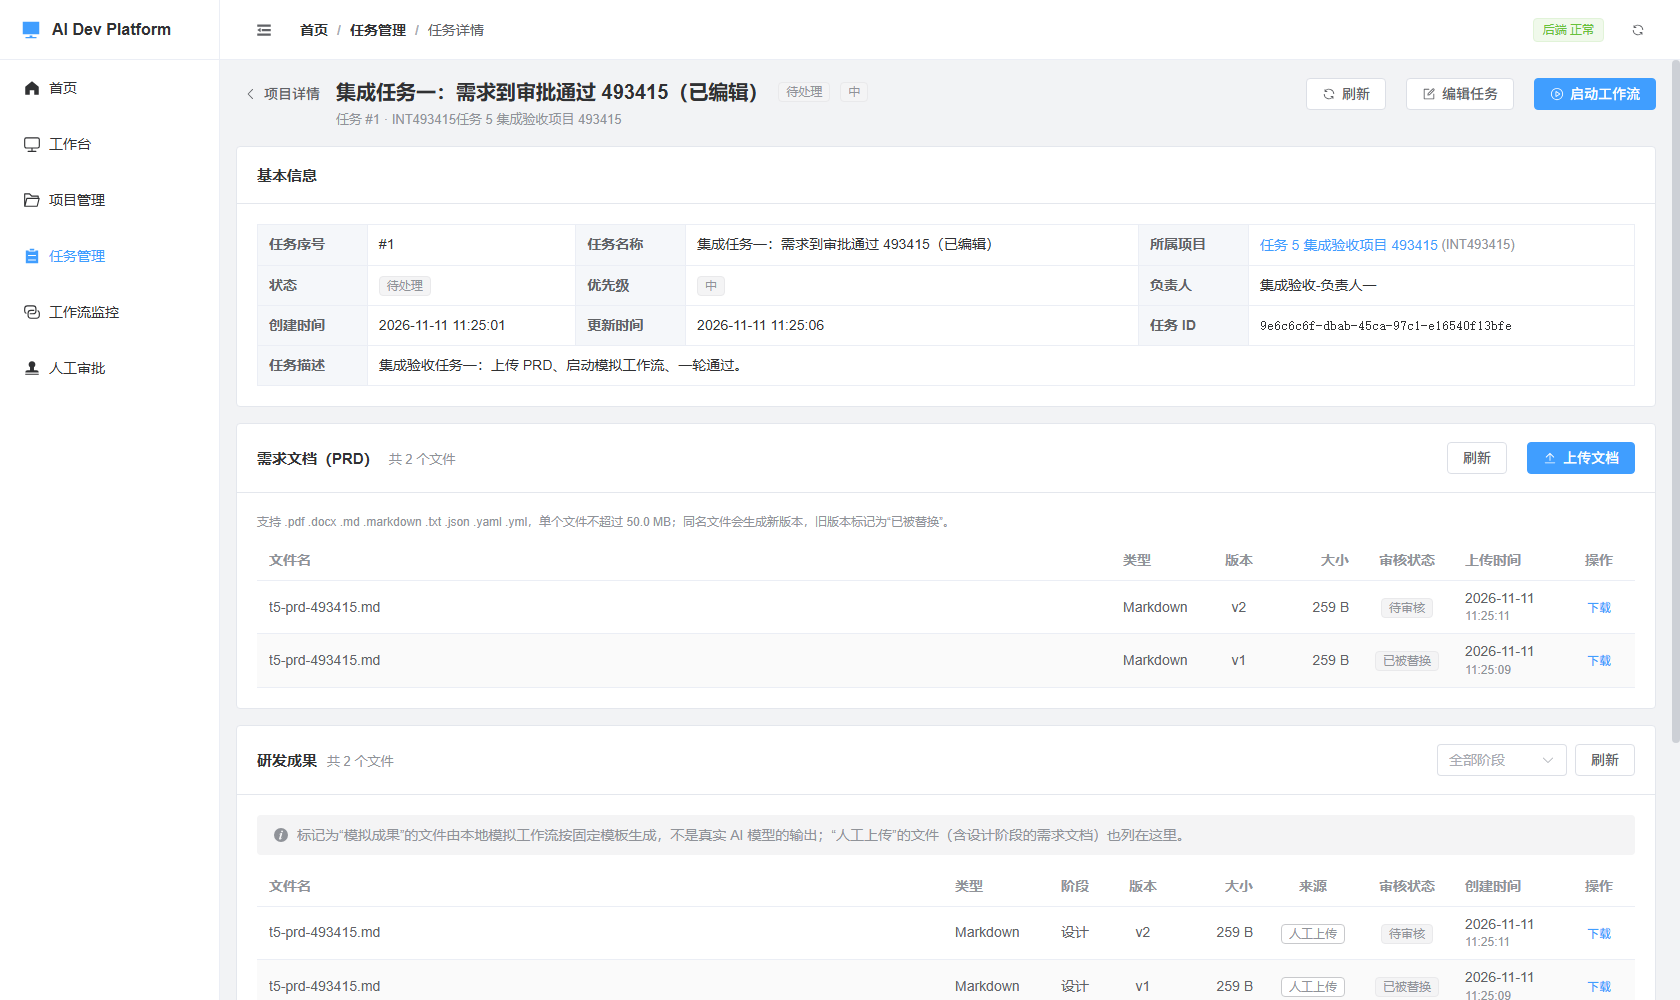 AI Dev Platform
首页 / 任务管理 / 任务详情
后端 正常
首页
工作台
项目管理
任务管理
工作流监控
人工审批
项目详情 集成任务一：需求到审批通过 493415（已编辑） 待处理 中
刷新 编辑任务 启动工作流
任务 #1 · INT493415任务 5 集成验收项目 493415
基本信息
任务序号 #1 任务名称 集成任务一：需求到审批通过 493415（已编辑） 所属项目 任务 5 集成验收项目 493415 (INT493415)
状态 待处理 优先级 中 负责人 集成验收-负责人一
创建时间 2026-11-11 11:25:01 更新时间 2026-11-11 11:25:06 任务 ID 9e6c6c6f-dbab-45ca-97c1-e16540f13bfe
任务描述 集成验收任务一：上传 PRD、启动模拟工作流、一轮通过。
需求文档（PRD） 共 2 个文件 刷新 上传文档
支持 .pdf .docx .md .markdown .txt .json .yaml .yml，单个文件不超过 50.0 MB；同名文件会生成新版本，旧版本标记为“已被替换”。
文件名 类型 版本 大小 审核状态 上传时间 操作
t5-prd-493415.md Markdown v2 259 B 待审核 2026-11-11 11:25:11 下载
t5-prd-493415.md Markdown v1 259 B 已被替换 2026-11-11 11:25:09 下载
研发成果 共 2 个文件 全部阶段 刷新
标记为“模拟成果”的文件由本地模拟工作流按固定模板生成，不是真实 AI 模型的输出；“人工上传”的文件（含设计阶段的需求文档）也列在这里。
文件名 类型 阶段 版本 大小 来源 审核状态 创建时间 操作
t5-prd-493415.md Markdown 设计 v2 259 B 人工上传 待审核 2026-11-11 11:25:11 下载
t5-prd-493415.md Markdown 设计 v1 259 B 人工上传 已被替换 2026-11-11 11:25:09 下载